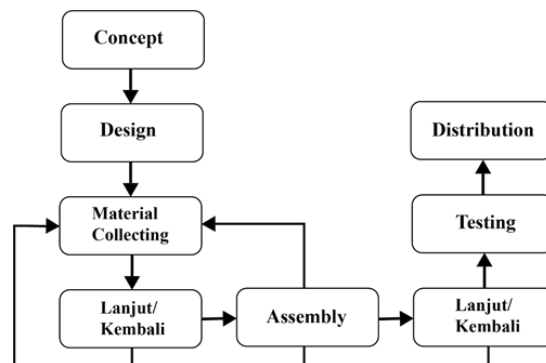 Concept
Design
Material
Collecting
Lanjut/
Kembali
Assembly
Lanjut/
Kembali
Testing
Distribution